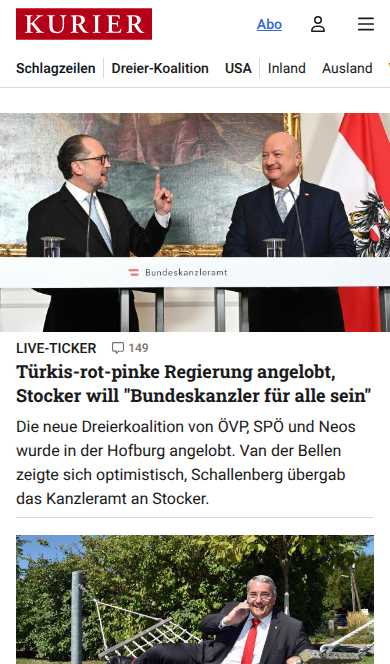 KURIER
Abo
Schlagzeilen Dreier-Koalition USA Inland Ausland
Bundeskanzleramt
LIVE-TICKER 149
Türkis-rot-pinke Regierung angelobt,
Stocker will "Bundeskanzler für alle sein"
Die neue Dreierkoalition von ÖVP, SPÖ und Neos
wurde in der Hofburg angelobt. Van der Bellen
zeigte sich optimistisch, Schallenberg übergab
das Kanzleramt an Stocker.